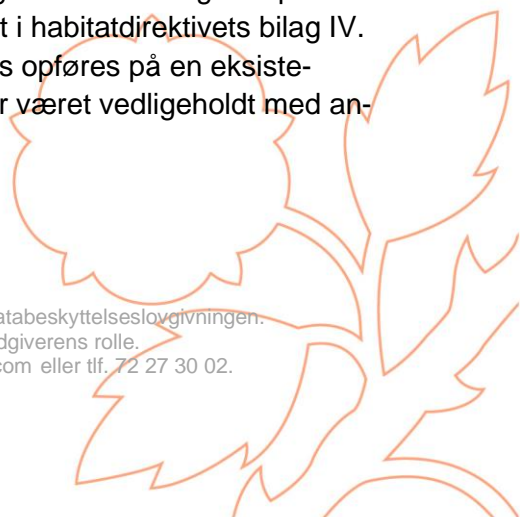 t i habitatdirektivets bilag IV.
s opføres på en eksiste-
r været vedligeholdt med an-
atabeskyttelseslovgivningen.
dgiverens rolle.
com eller tlf. 72 27 30 02.